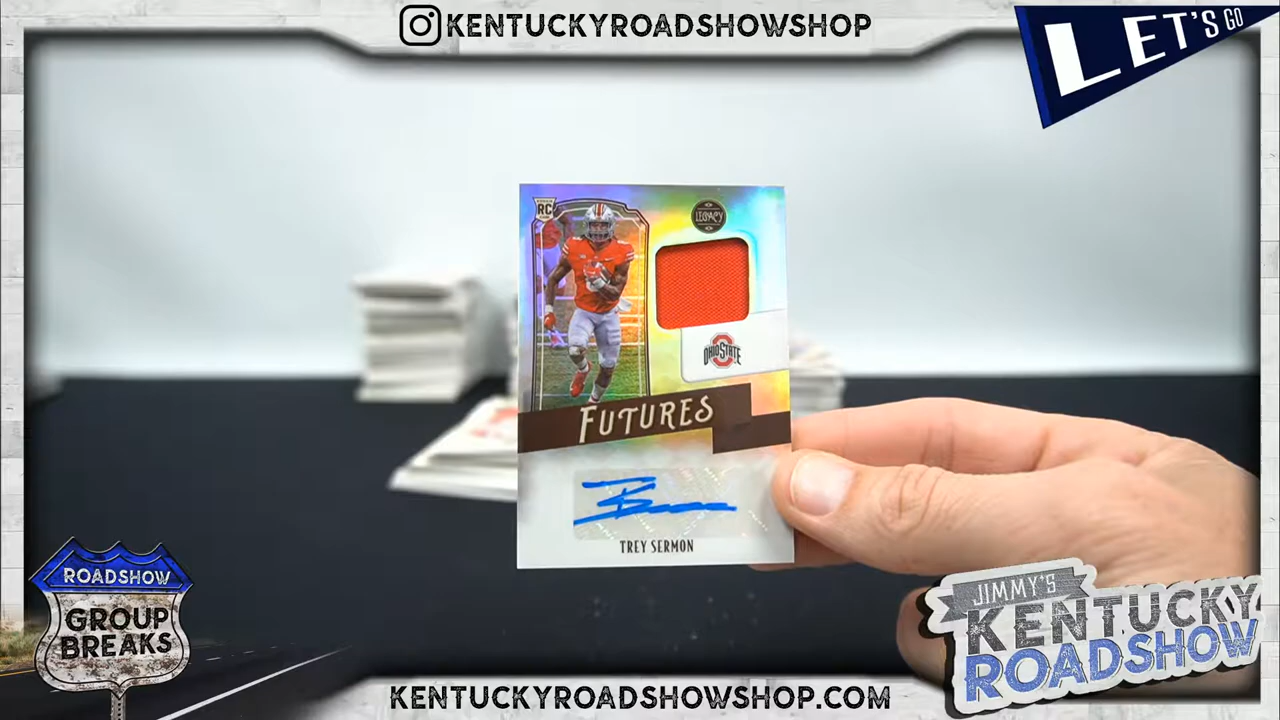 KENTUCKYROADSHOWSHOP
LET'S GO
RC
LEGACY
OHIO STATE
FUTURES
TREY SERMON
ROADSHOW
GROUP
BREAKS
JIMMY'S
KENTUCKY
ROADSHOW
KENTUCKYROADSHOWSHOP.COM